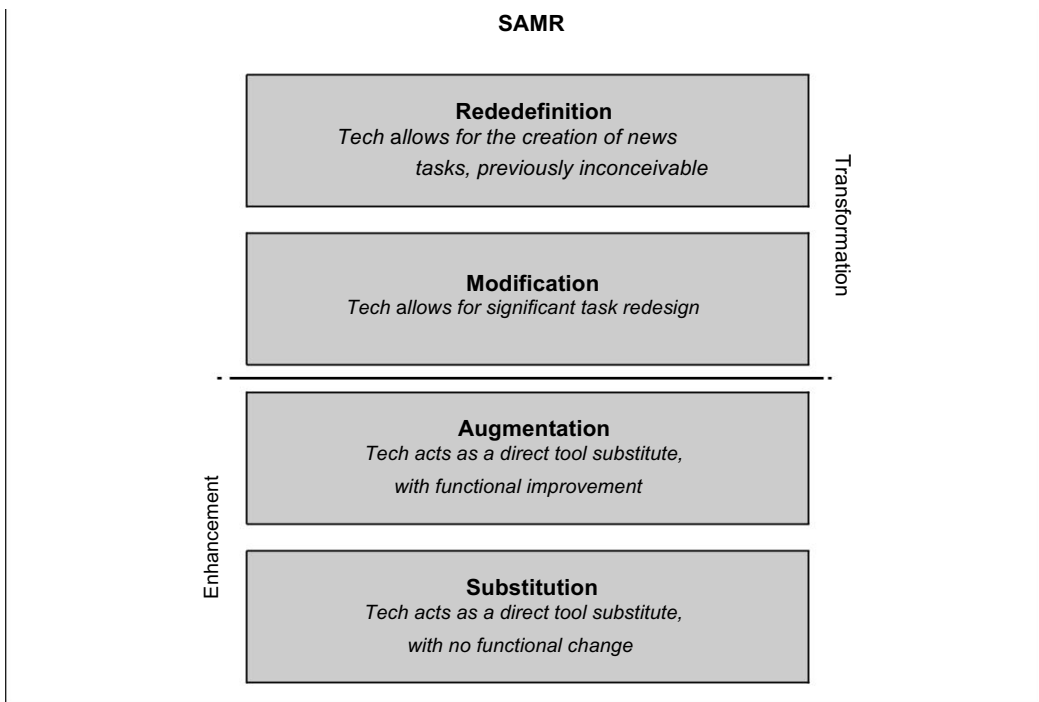 SAMR
Rededefinition
Tech allows for the creation of news
tasks, previously inconceivable
Transformation
Modification
Tech allows for significant task redesign
Augmentation
Tech acts as a direct tool substitute,
with functional improvement
Enhancement
Substitution
Tech acts as a direct tool substitute,
with no functional change